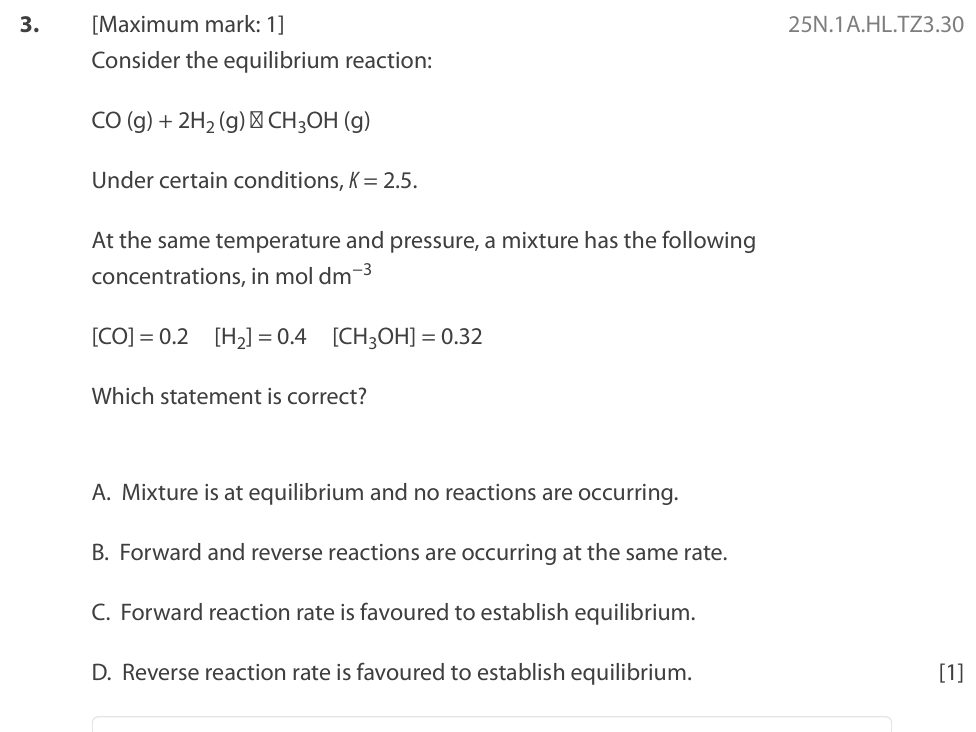 3. [Maximum mark: 1] 25N.1A.HL.TZ3.30
Consider the equilibrium reaction:
CO (g) + 2H₂ (g) ☒ CH₃OH (g)
Under certain conditions, K = 2.5.
At the same temperature and pressure, a mixture has the following
concentrations, in mol dm⁻³
[CO] = 0.2 [H₂] = 0.4 [CH₃OH] = 0.32
Which statement is correct?
A. Mixture is at equilibrium and no reactions are occurring.
B. Forward and reverse reactions are occurring at the same rate.
C. Forward reaction rate is favoured to establish equilibrium.
D. Reverse reaction rate is favoured to establish equilibrium. [1]